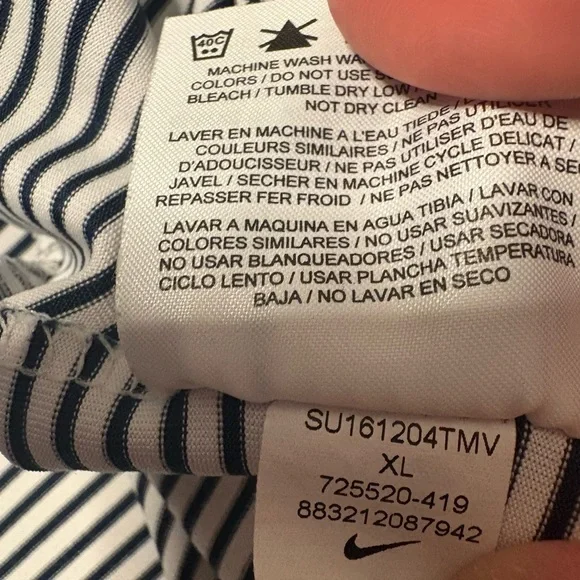 40C
MACHINE WASH
COLORS / DO NOT USE
BLEACH / TUMBLE DRY LOW /
NOT DRY CLEAN
LAVER EN MACHINE A L'EAU TIEDE /
COULEURS SIMILAIRES / NE PAS UTILISER
D'ADOUCISSEUR / NE PAS UTILISER D'EAU DE
JAVEL / SECHER EN MACHINE CYCLE DELICAT /
REPASSER FER FROID / NE PAS NETTOYER A
LAVAR A MAQUINA EN AGUA TIBIA / LAVAR CON
COLORES SIMILARES / NO USAR SUAVIZANTES /
NO USAR BLANQUEADORES / USAR SECADORA
CICLO LENTO / USAR PLANCHA TEMPERATURA
BAJA / NO LAVAR EN SECO
SU161204TMV
XL
725520-419
883212087942